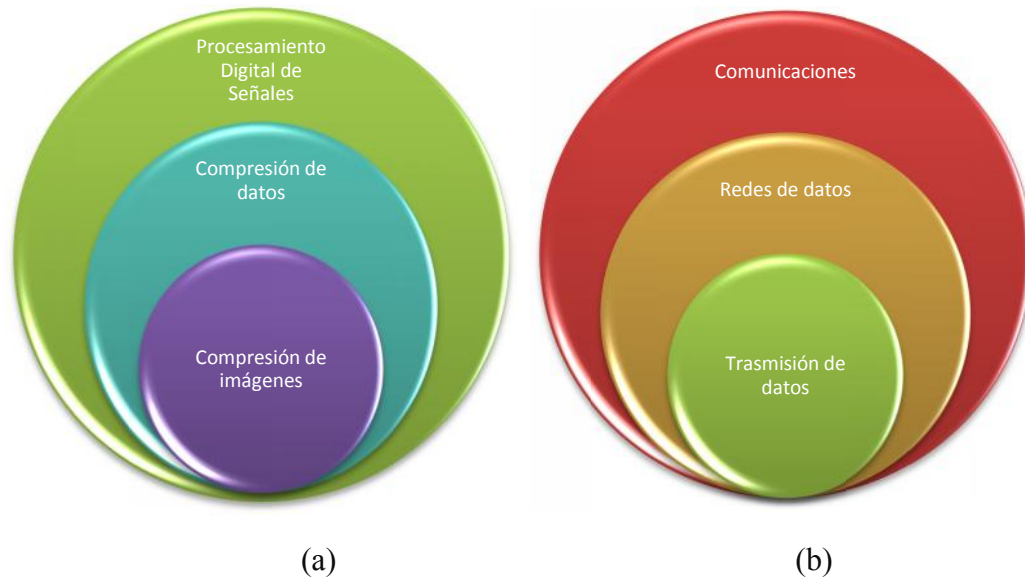 Procesamiento
Digital de
Señales
Compresión de
datos
Compresión de
imágenes
(a)
Comunicaciones
Redes de datos
Trasmisión de
datos
(b)